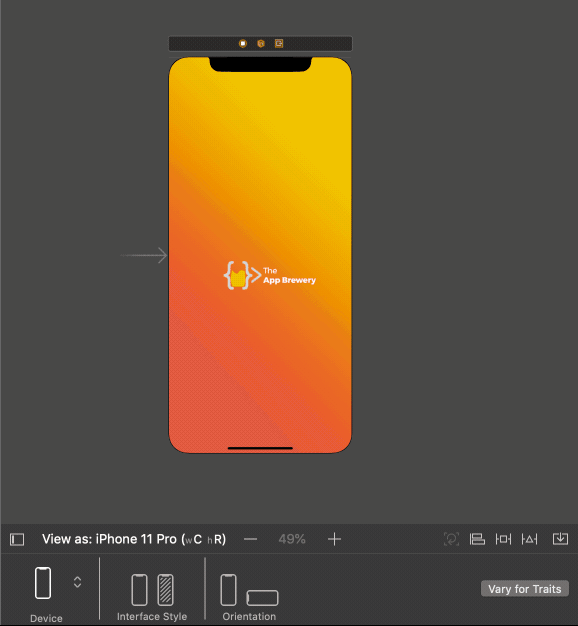 The
App Brewery
View as: iPhone 11 Pro (wC hR)
49%
Vary for Traits
Device
Interface Style
Orientation